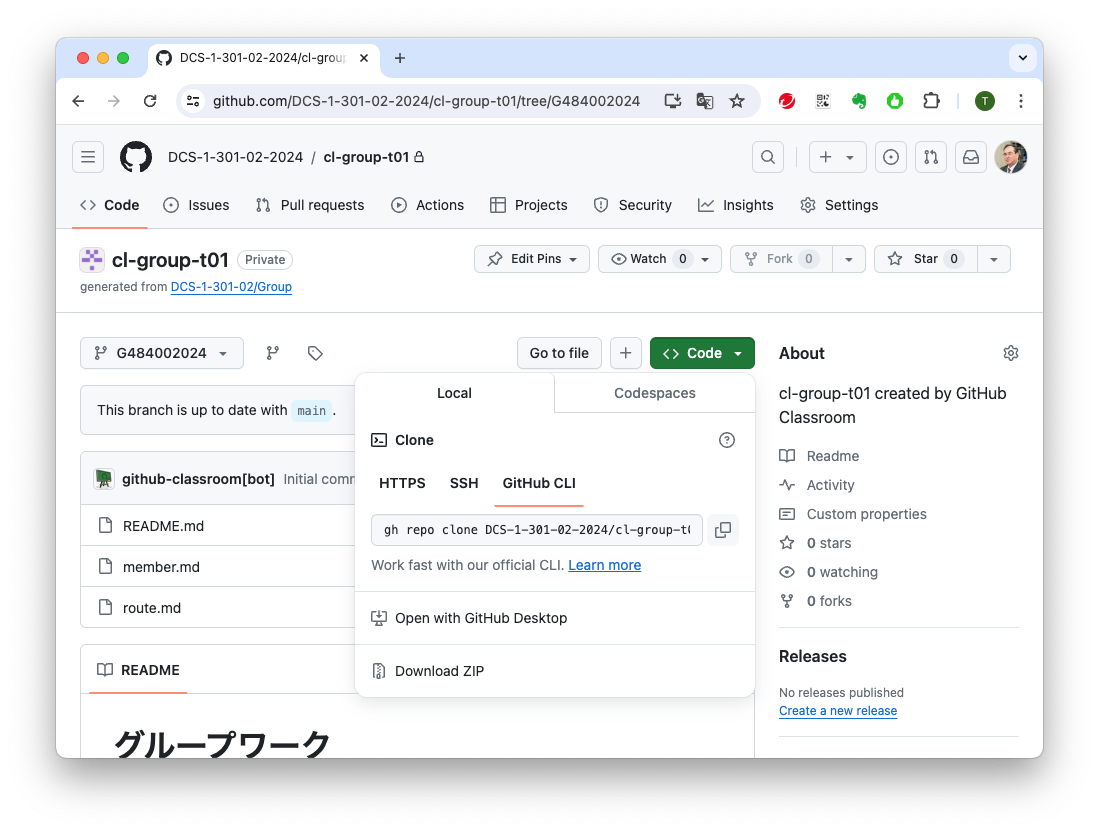 DCS-1-301-02-2024/cl-grou
github.com/DCS-1-301-02-2024/cl-group-t01/tree/G484002024
T
DCS-1-301-02-2024 / cl-group-t01
Code Issues Pull requests Actions Projects Security Insights Settings
cl-group-t01 Private
Edit Pins Watch 0 Fork 0 Star 0
generated from DCS-1-301-02/Group
G484002024 Go to file Code
This branch is up to date with main .
github-classroom[bot] Initial com
README.md
member.md
route.md
README
グループワーク
Local Codespaces
Clone
HTTPS SSH GitHub CLI
gh repo clone DCS-1-301-02-2024/cl-group-t0
Work fast with our official CLI. Learn more
Open with GitHub Desktop
Download ZIP
About
cl-group-t01 created by GitHub
Classroom
Readme
Activity
Custom properties
0 stars
0 watching
0 forks
Releases
No releases published
Create a new release